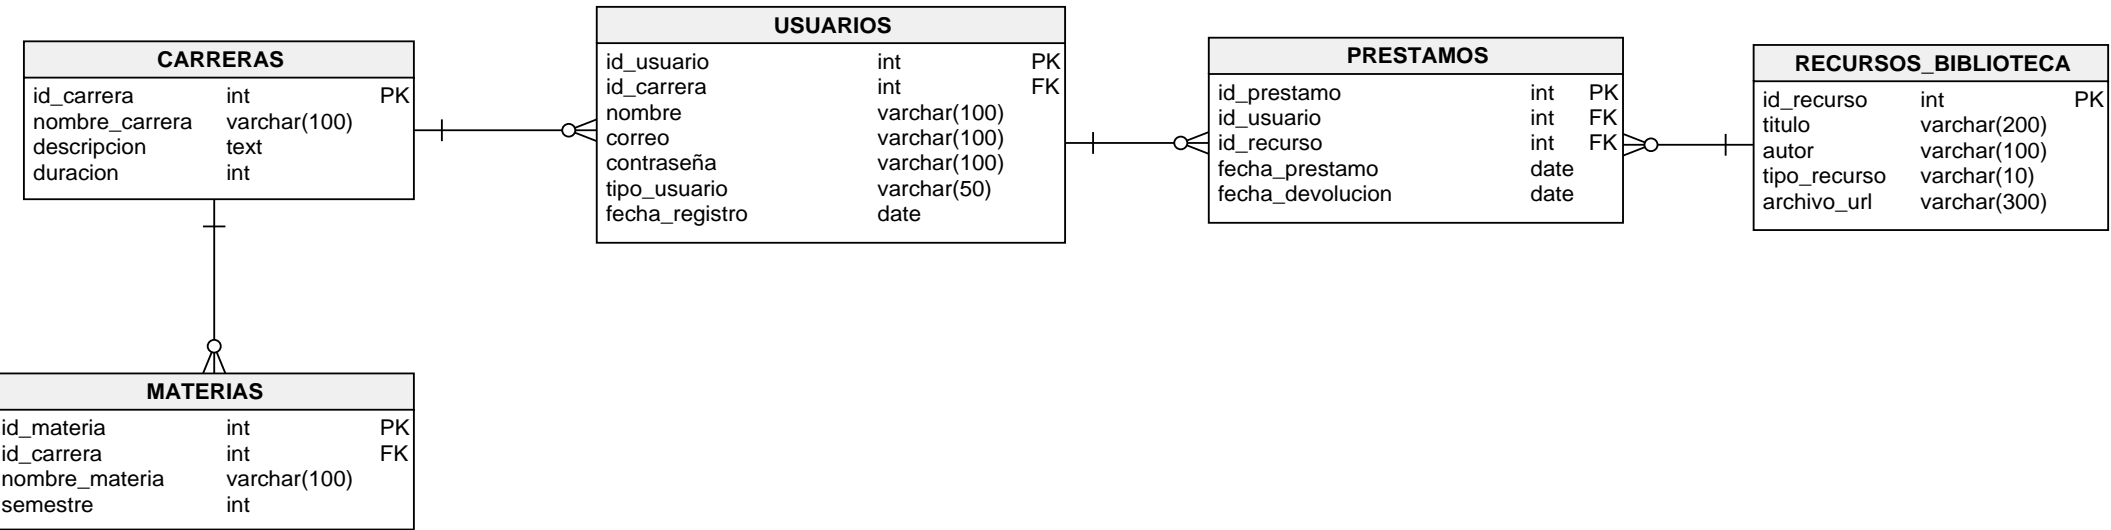 CARRERAS
id_carrera int PK
nombre_carrera varchar(100)
descripcion text
duracion int
USUARIOS
id_usuario int PK
id_carrera int FK
nombre varchar(100)
correo varchar(100)
contraseña varchar(100)
tipo_usuario varchar(50)
fecha_registro date
PRESTAMOS
id_prestamo int PK
id_usuario int FK
id_recurso int FK
fecha_prestamo date
fecha_devolucion date
RECURSOS_BIBLIOTECA
id_recurso int PK
titulo varchar(200)
autor varchar(100)
tipo_recurso varchar(10)
archivo_url varchar(300)
MATERIAS
id_materia int PK
id_carrera int FK
nombre_materia varchar(100)
semestre int